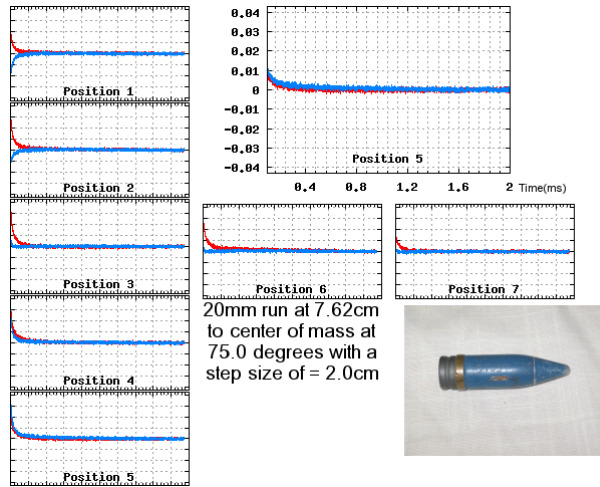 Position 1
Position 2
Position 3
Position 4
Position 5
0.04
0.03
0.02
0.01
0
-0.01
-0.02
-0.03
-0.04
Position 5
0.4
0.8
1.2
1.6
2
Time(ms)
Position 6
Position 7
20mm run at 7.62cm
to center of mass at
75.0 degrees with a
step size of = 2.0cm